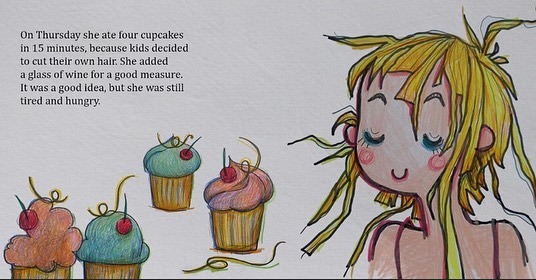 On Thursday she ate four cupcakes
in 15 minutes, because kids decided
to cut their own hair. She added
a glass of wine for a good measure.
It was a good idea, but she was still
tired and hungry.